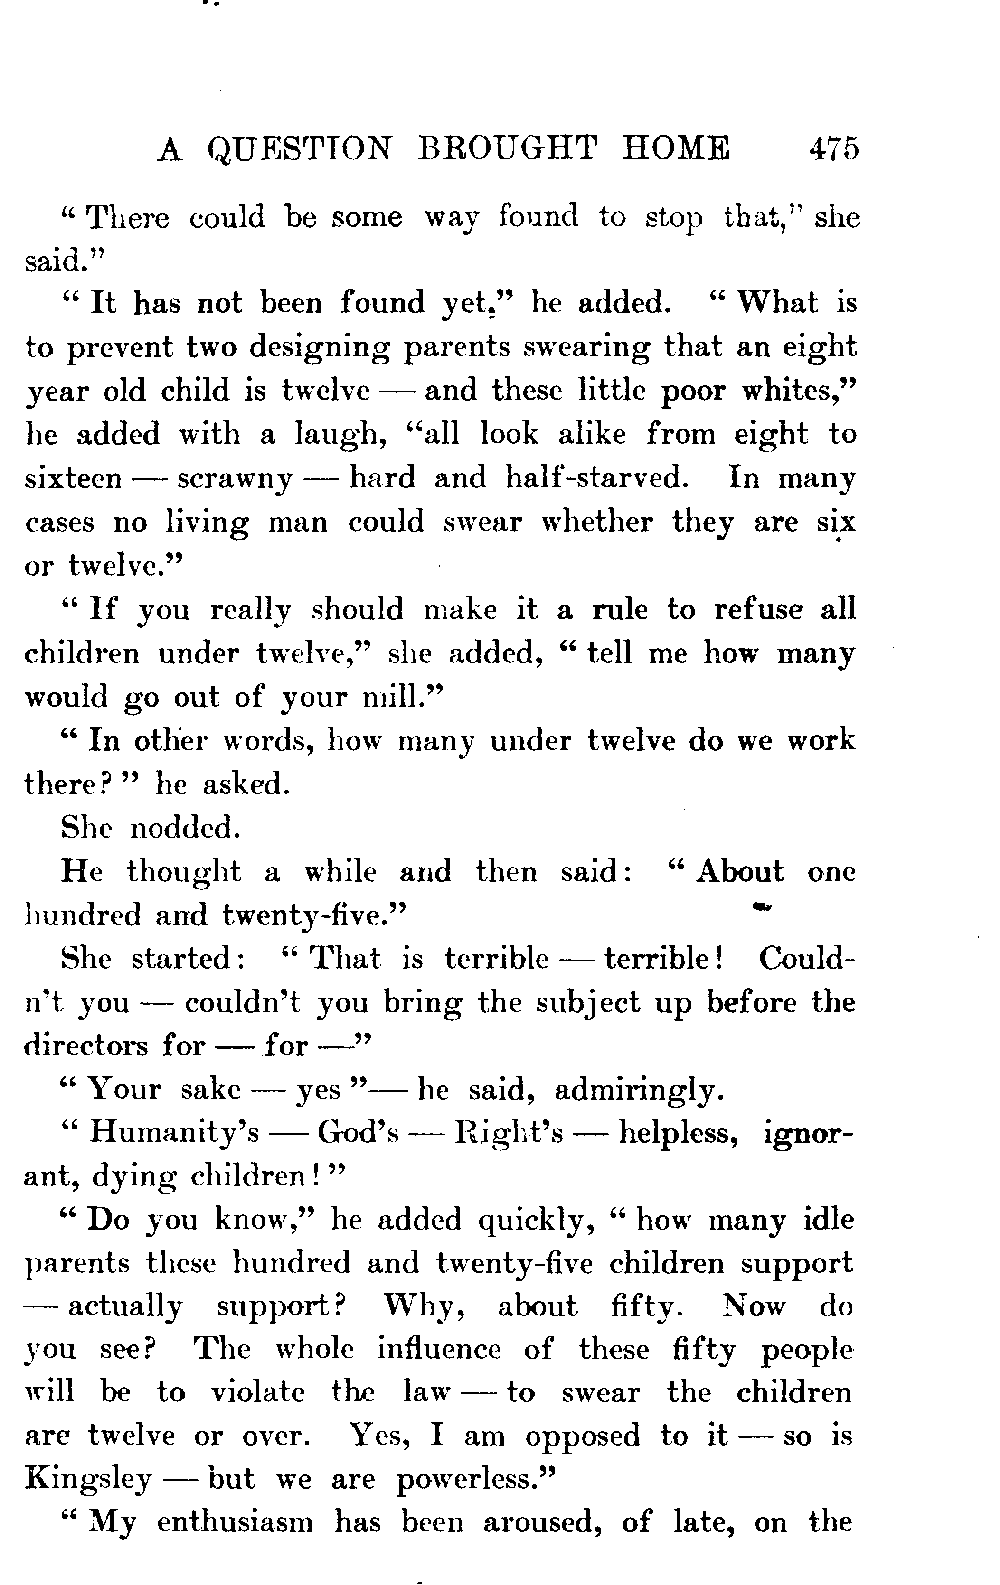 A QUESTION BROUGHT HOME 475
“ There could be some way found to stop that,” she
said.”
“ It has not been found yet,” he added. “ What is
to prevent two designing parents swearing that an eight
year old child is twelve — and these little poor whites,”
he added with a laugh, “all look alike from eight to
sixteen — scrawny — hard and half-starved. In many
cases no living man could swear whether they are six
or twelve.”
“ If you really should make it a rule to refuse all
children under twelve,” she added, “ tell me how many
would go out of your mill.”
“ In other words, how many under twelve do we work
there? ” he asked.
She nodded.
He thought a while and then said: “ About one
hundred and twenty-five.”
She started: “ That is terrible — terrible! Could-
n’t you — couldn’t you bring the subject up before the
directors for — for —”
“ Your sake — yes ”— he said, admiringly.
“ Humanity’s — God’s — Right’s — helpless, ignor-
ant, dying children! ”
“ Do you know,” he added quickly, “ how many idle
parents these hundred and twenty-five children support
— actually support? Why, about fifty. Now do
you see? The whole influence of these fifty people
will be to violate the law — to swear the children
are twelve or over. Yes, I am opposed to it — so is
Kingsley — but we are powerless.”
“ My enthusiasm has been aroused, of late, on the